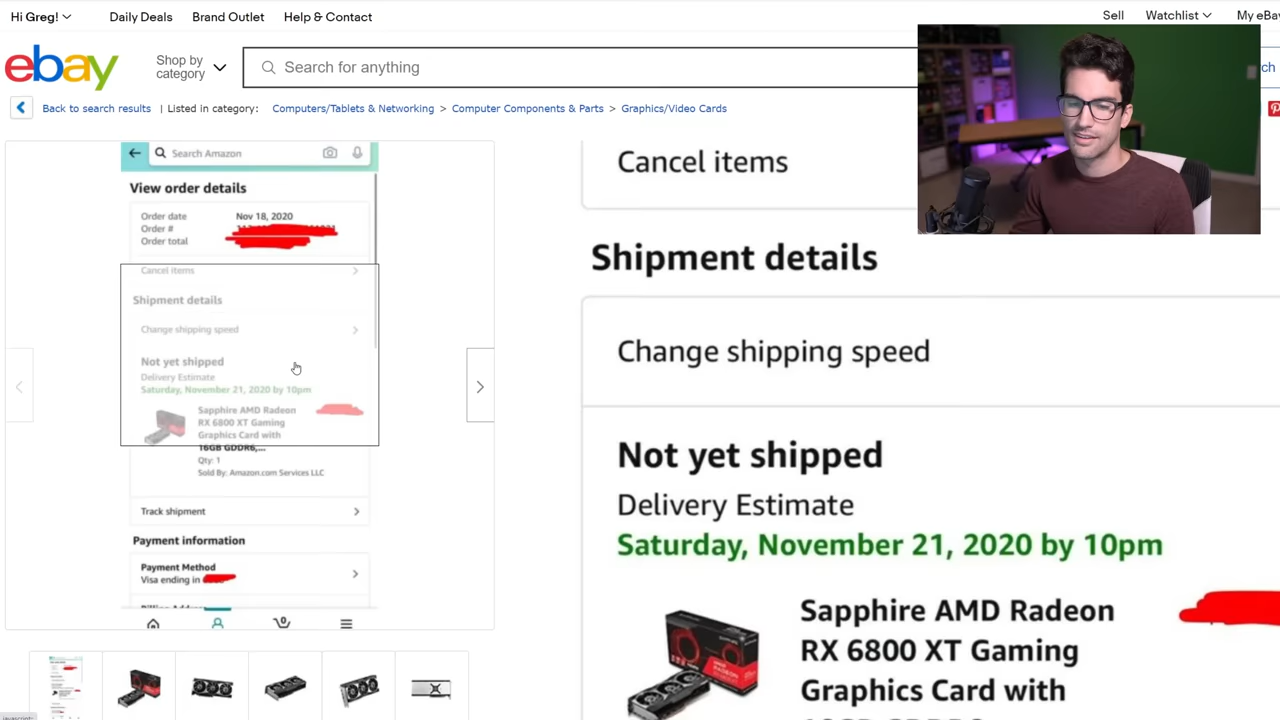 Hi Greg!
Daily Deals
Brand Outlet
Help & Contact
Sell
Watchlist
My eBay
ebay
Shop by
category
Search for anything
Back to search results
Listed in category:
Computers/Tablets & Networking > Computer Components & Parts > Graphics/Video Cards
Search Amazon
View order details
Order date Nov 18, 2020
Order #
Order total
Cancel items
Shipment details
Change shipping speed
Not yet shipped
Delivery Estimate
Saturday, November 21, 2020 by 10pm
Sapphire AMD Radeon
RX 6800 XT Gaming
Graphics Card with
16GB GDDR6,...
Qty: 1
Sold By: Amazon.com Services LLC
Track shipment
Payment information
Payment Method
Visa ending in
Cancel items
Shipment details
Change shipping speed
Not yet shipped
Delivery Estimate
Saturday, November 21, 2020 by 10pm
Sapphire AMD Radeon
RX 6800 XT Gaming
Graphics Card with